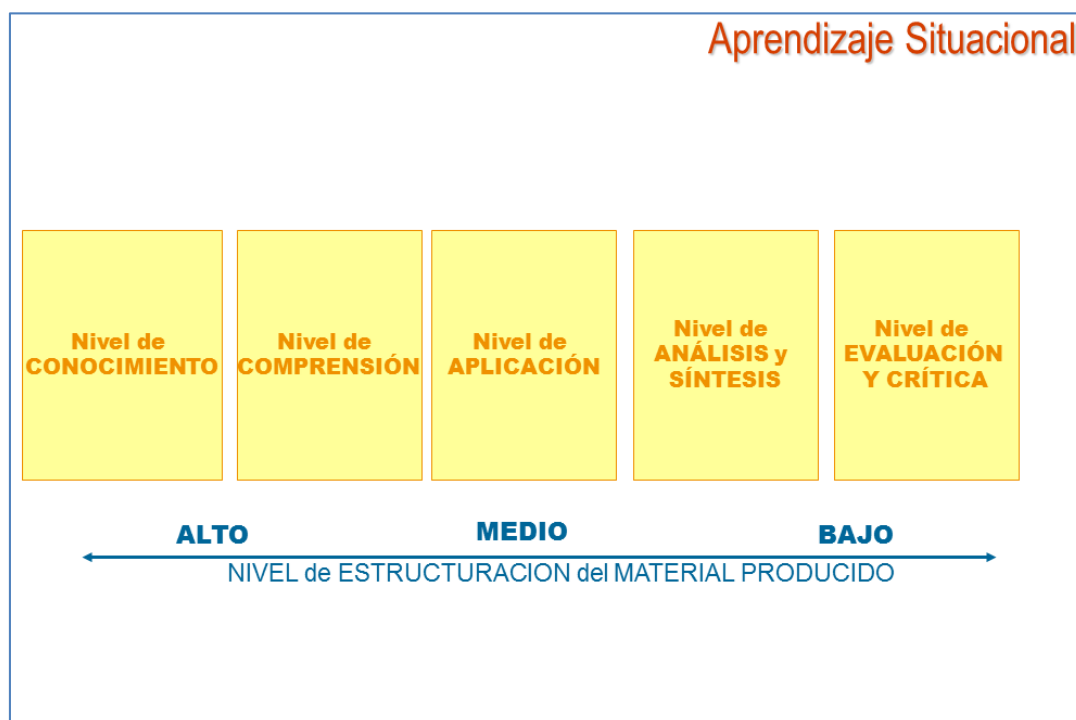 Aprendizaje Situacional
Nivel de
CONOCIMIENTO
Nivel de
COMPRENSIÓN
Nivel de
APLICACIÓN
Nivel de
ANÁLISIS y
SÍNTESIS
Nivel de
EVALUACIÓN
Y CRÍTICA
ALTO
MEDIO
BAJO
NIVEL de ESTRUCTURACION del MATERIAL PRODUCIDO